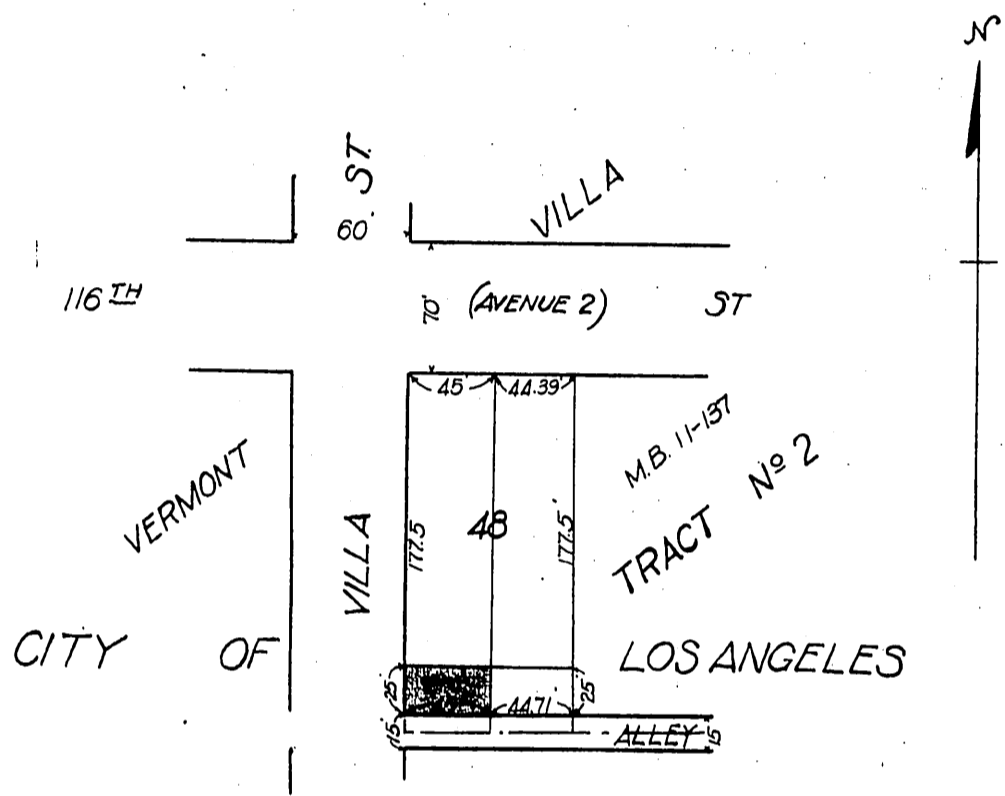 N
ST.
60'
VILLA
116TH
70'
(AVENUE 2)
ST
45'
44.39'
M.B. 11-137
VERMONT
VILLA
177.5
48
177.5'
TRACT Nº 2
CITY OF
LOS ANGELES
25'
44.71'
25'
15'
ALLEY
15'